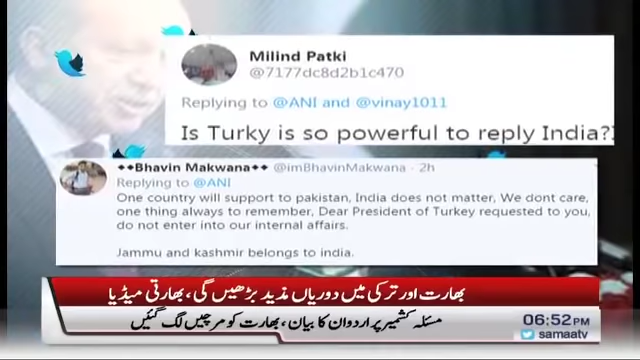 Milind Patki
@7177dc8d2b1c470
Replying to @ANI and @vinay1011
Is Turky is so powerful to reply India?
Bhavin Makwana @imBhavinMakwana · 2h
Replying to @ANI
One country will support to pakistan, India does not matter, We dont care,
one thing always to remember, Dear President of Turkey requested to you,
do not enter into our internal affairs.
Jammu and kashmir belongs to india.
بھارت اور ترکی میں دوریاں مذید بڑھیں گی، بھارتی میڈیا
مسئلہ کشمیر پر اردوان کا بیان، بھارت کو مرچیں لگ گئیں
06:52PM
samaatv